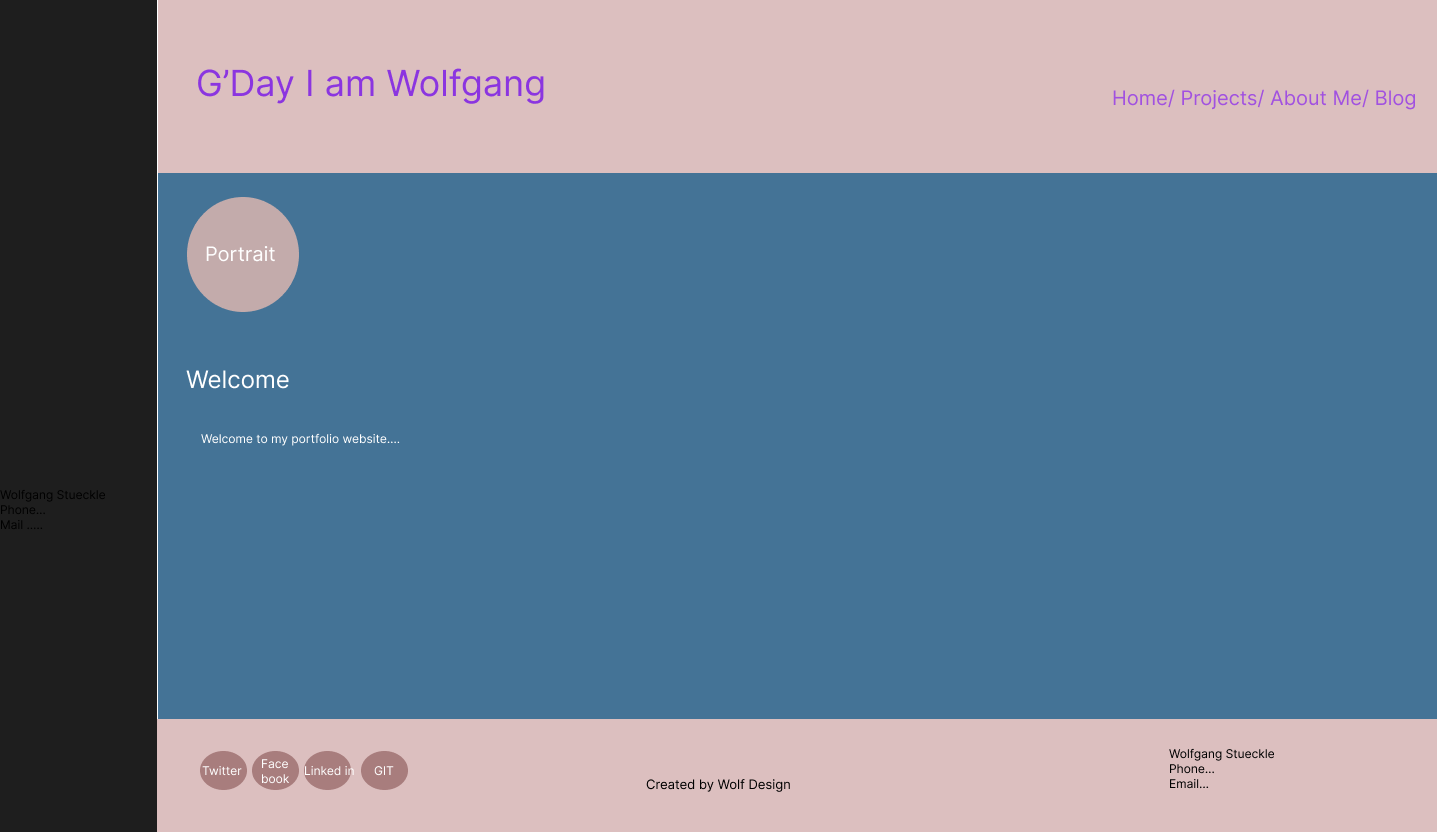 G’Day I am Wolfgang
Home/ Projects/ About Me/ Blog
Portrait
Welcome
Welcome to my portfolio website....
Wolfgang Stueckle
Phone...
Mail .....
Twitter
Face
book
Linked in
GIT
Created by Wolf Design
Wolfgang Stueckle
Phone...
Email...